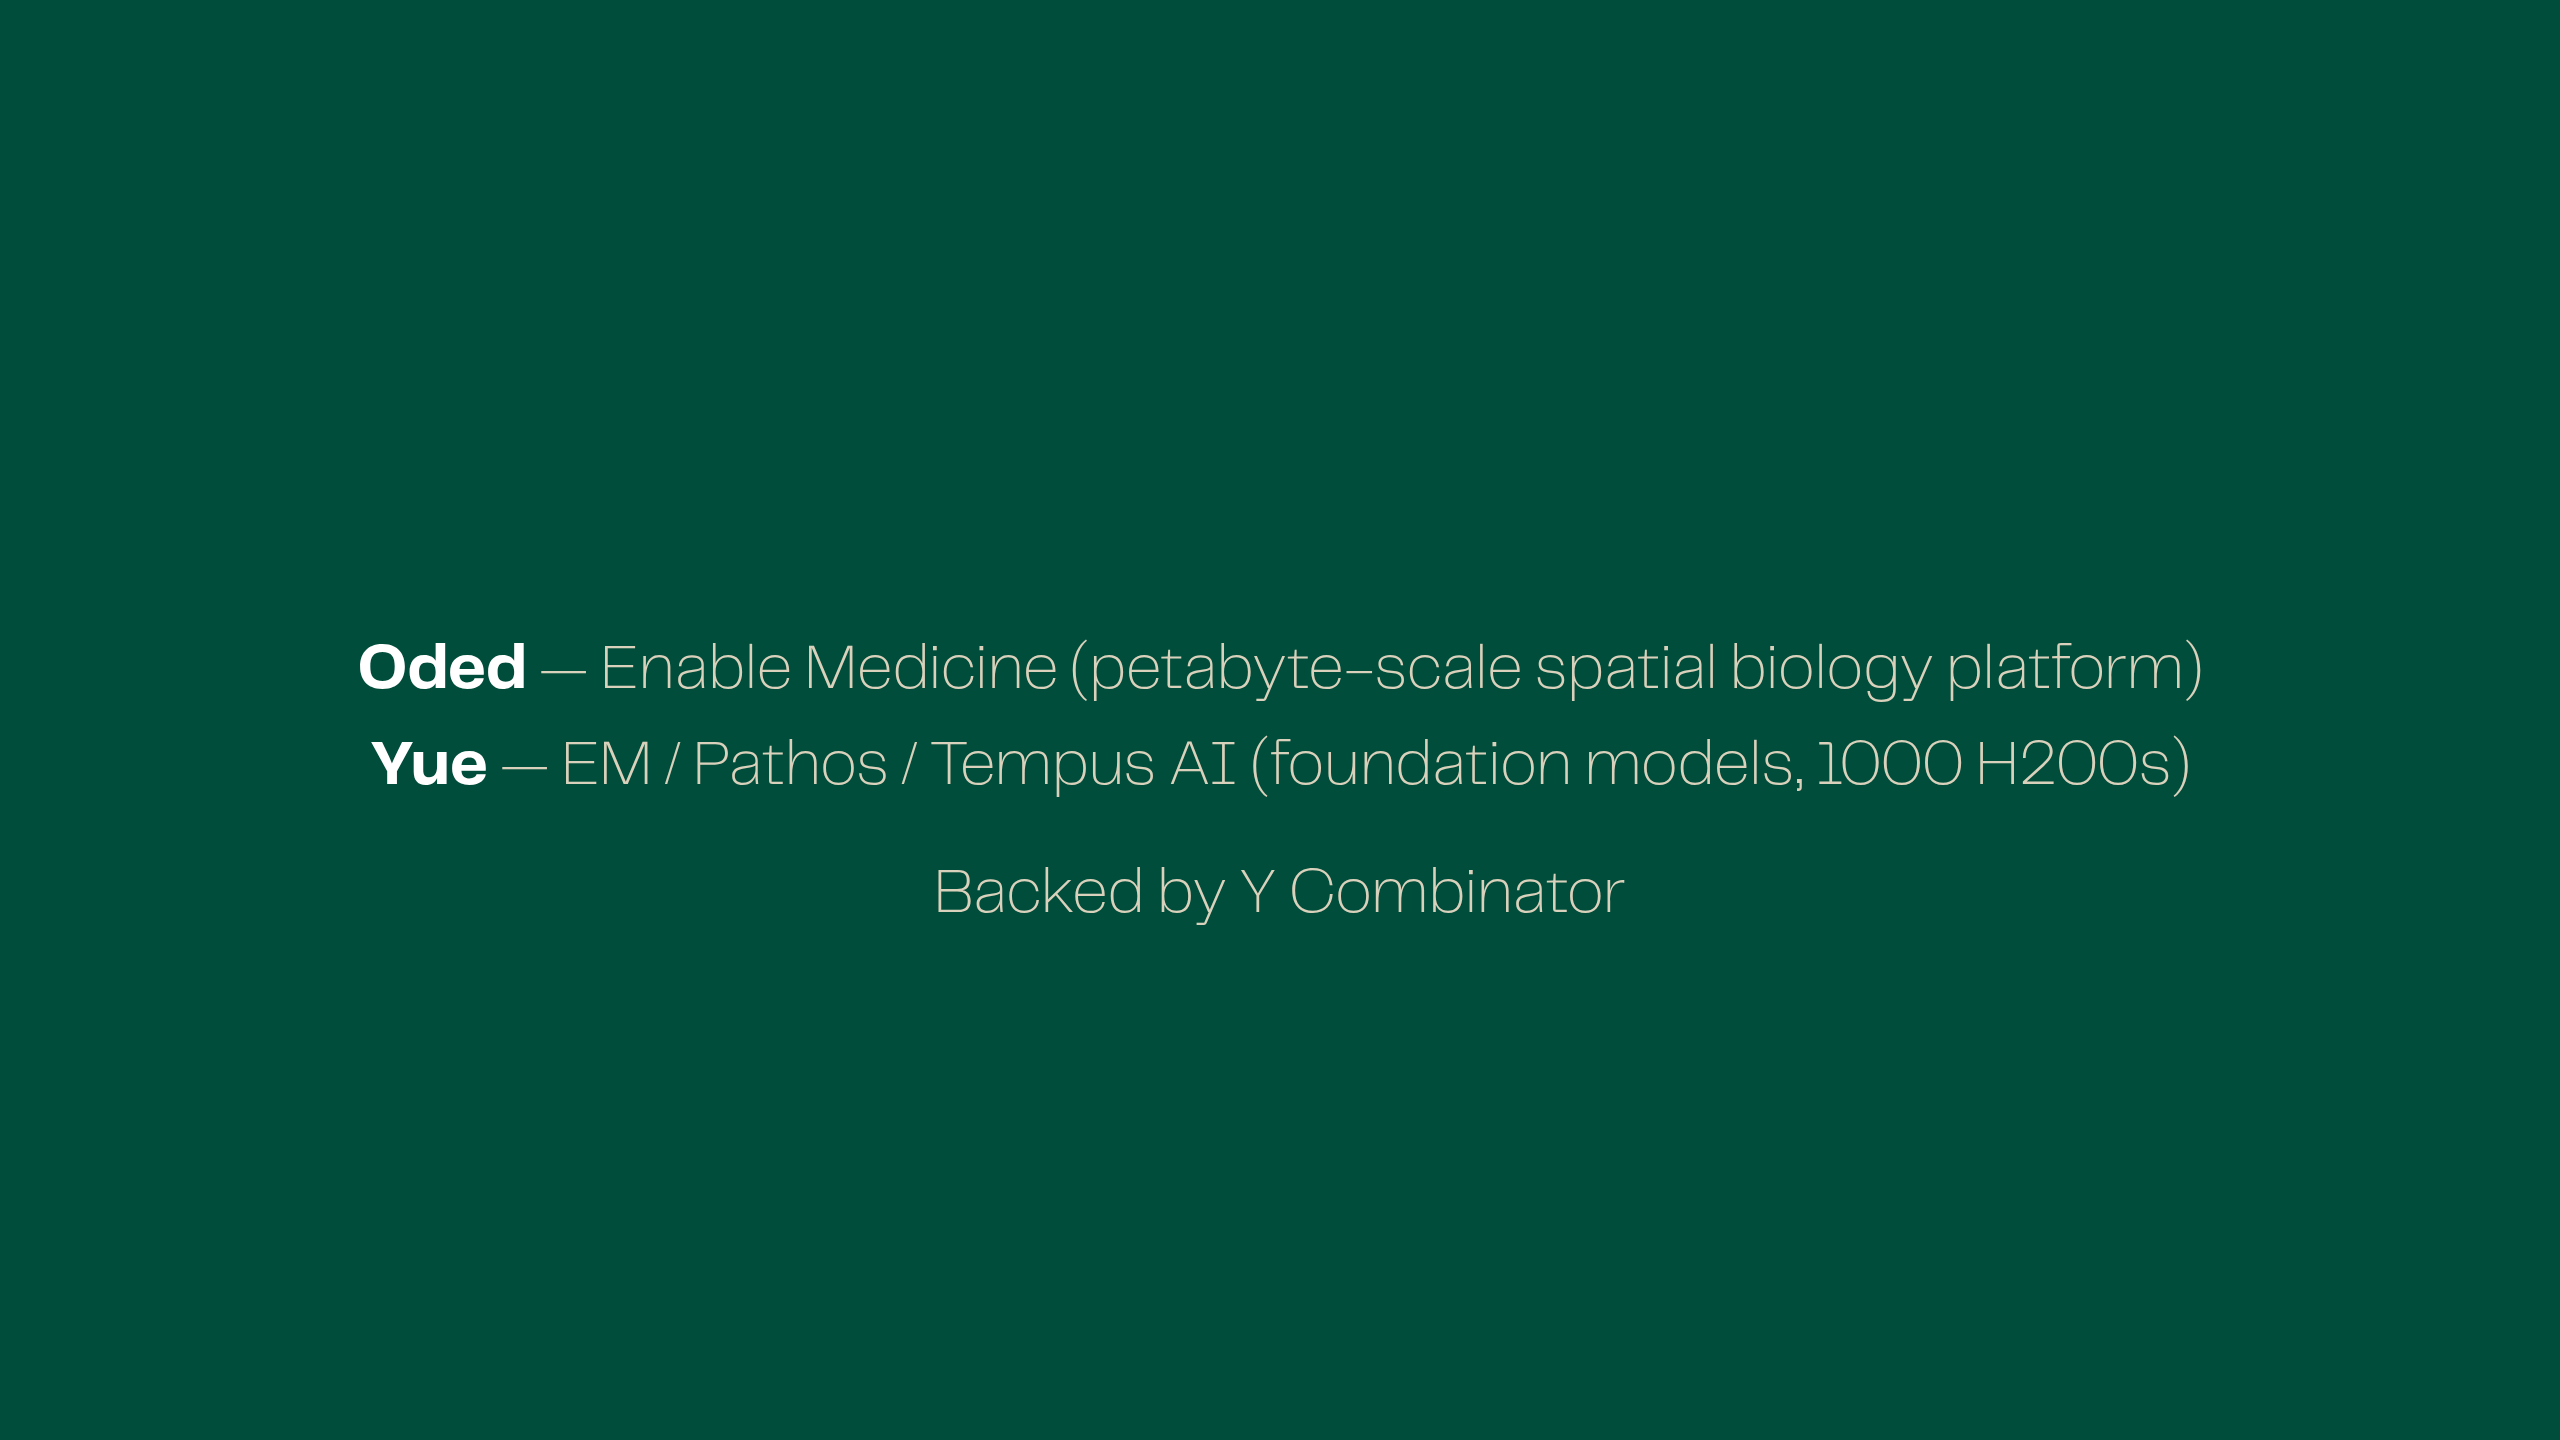 Oded — Enable Medicine (petabyte-scale spatial biology platform)
Yue — EM / Pathos / Tempus AI (foundation models, 1000 H200s)
Backed by Y Combinator